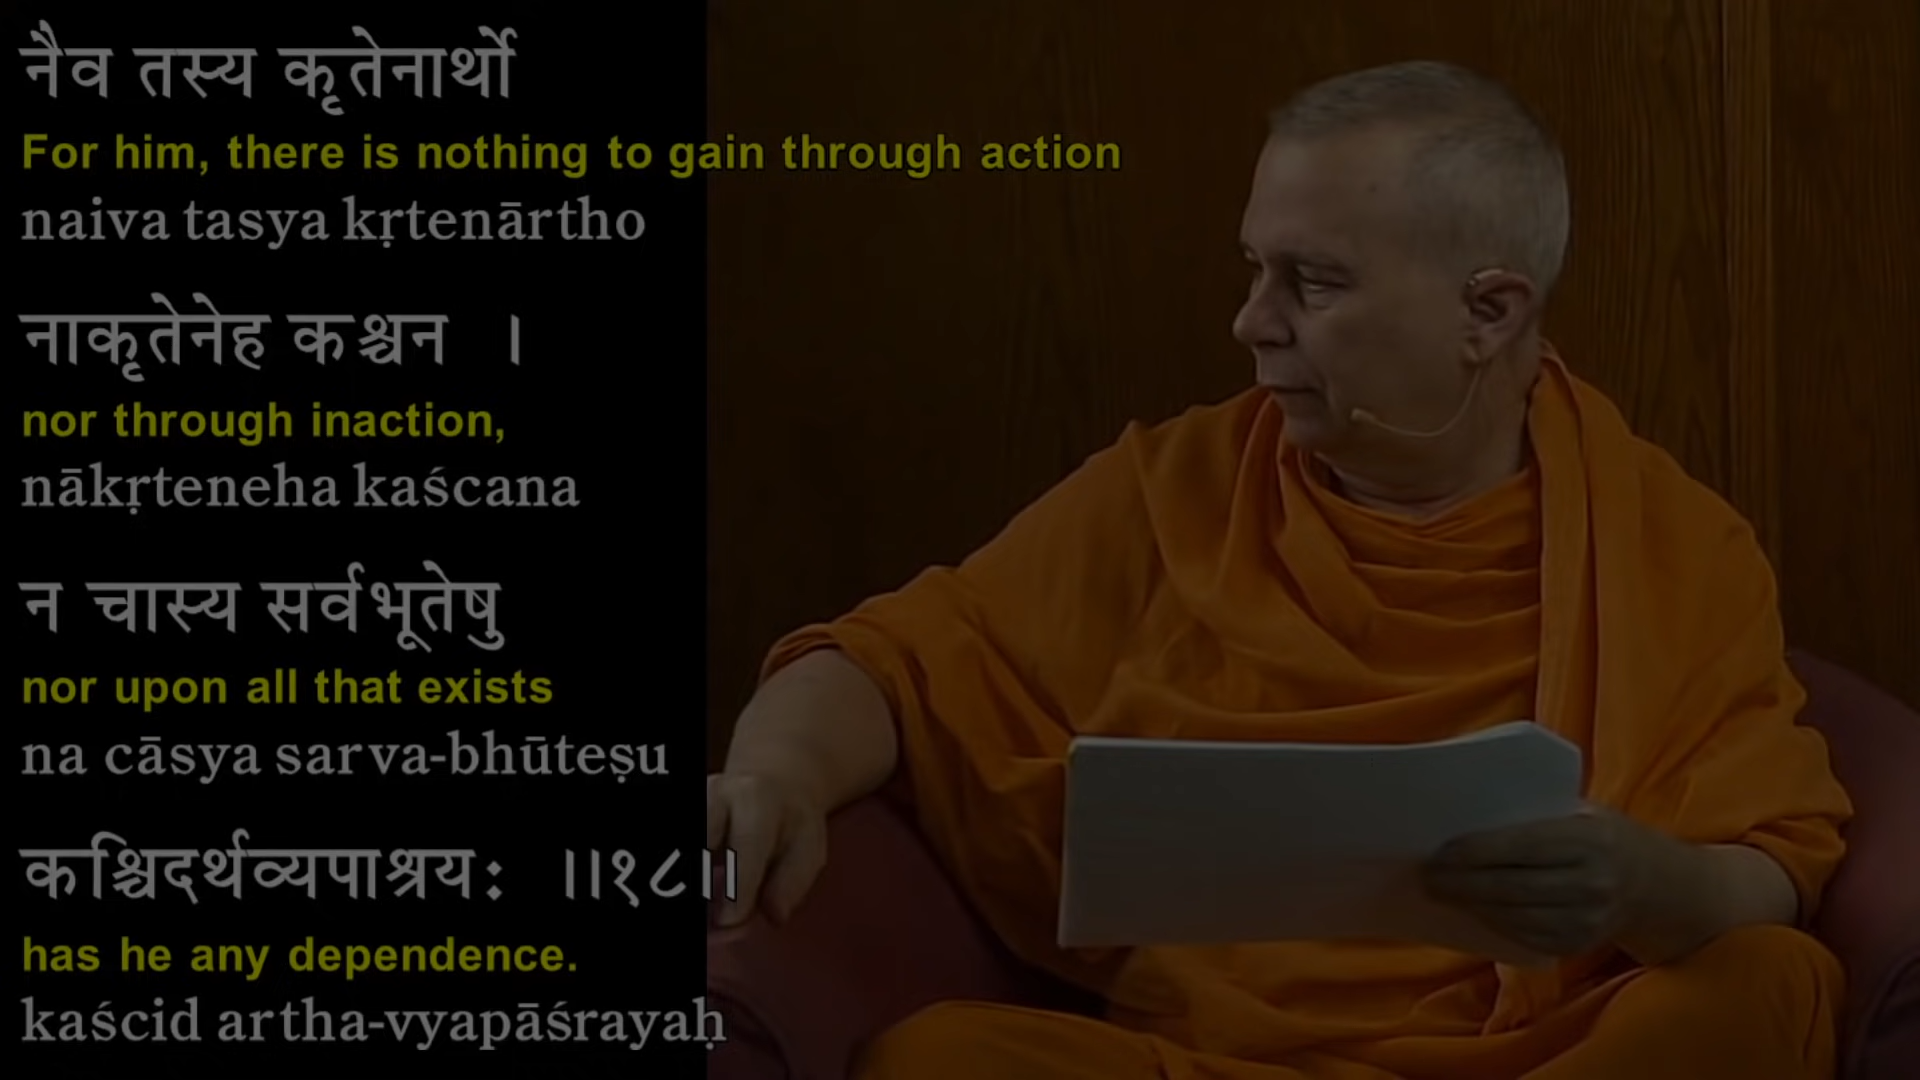 नैव तस्य कृतेनार्थो
For him, there is nothing to gain through action
naiva tasya kṛtenārtho
नाकृतेनेह कश्चन ।
nor through inaction,
nākṛteneha kaścana
न चास्य सर्वभूतेषु
nor upon all that exists
na cāsya sarva-bhūteṣu
कश्चिदर्थव्यपाश्रयः ॥१८॥
has he any dependence.
kaścid artha-vyapāśrayaḥ